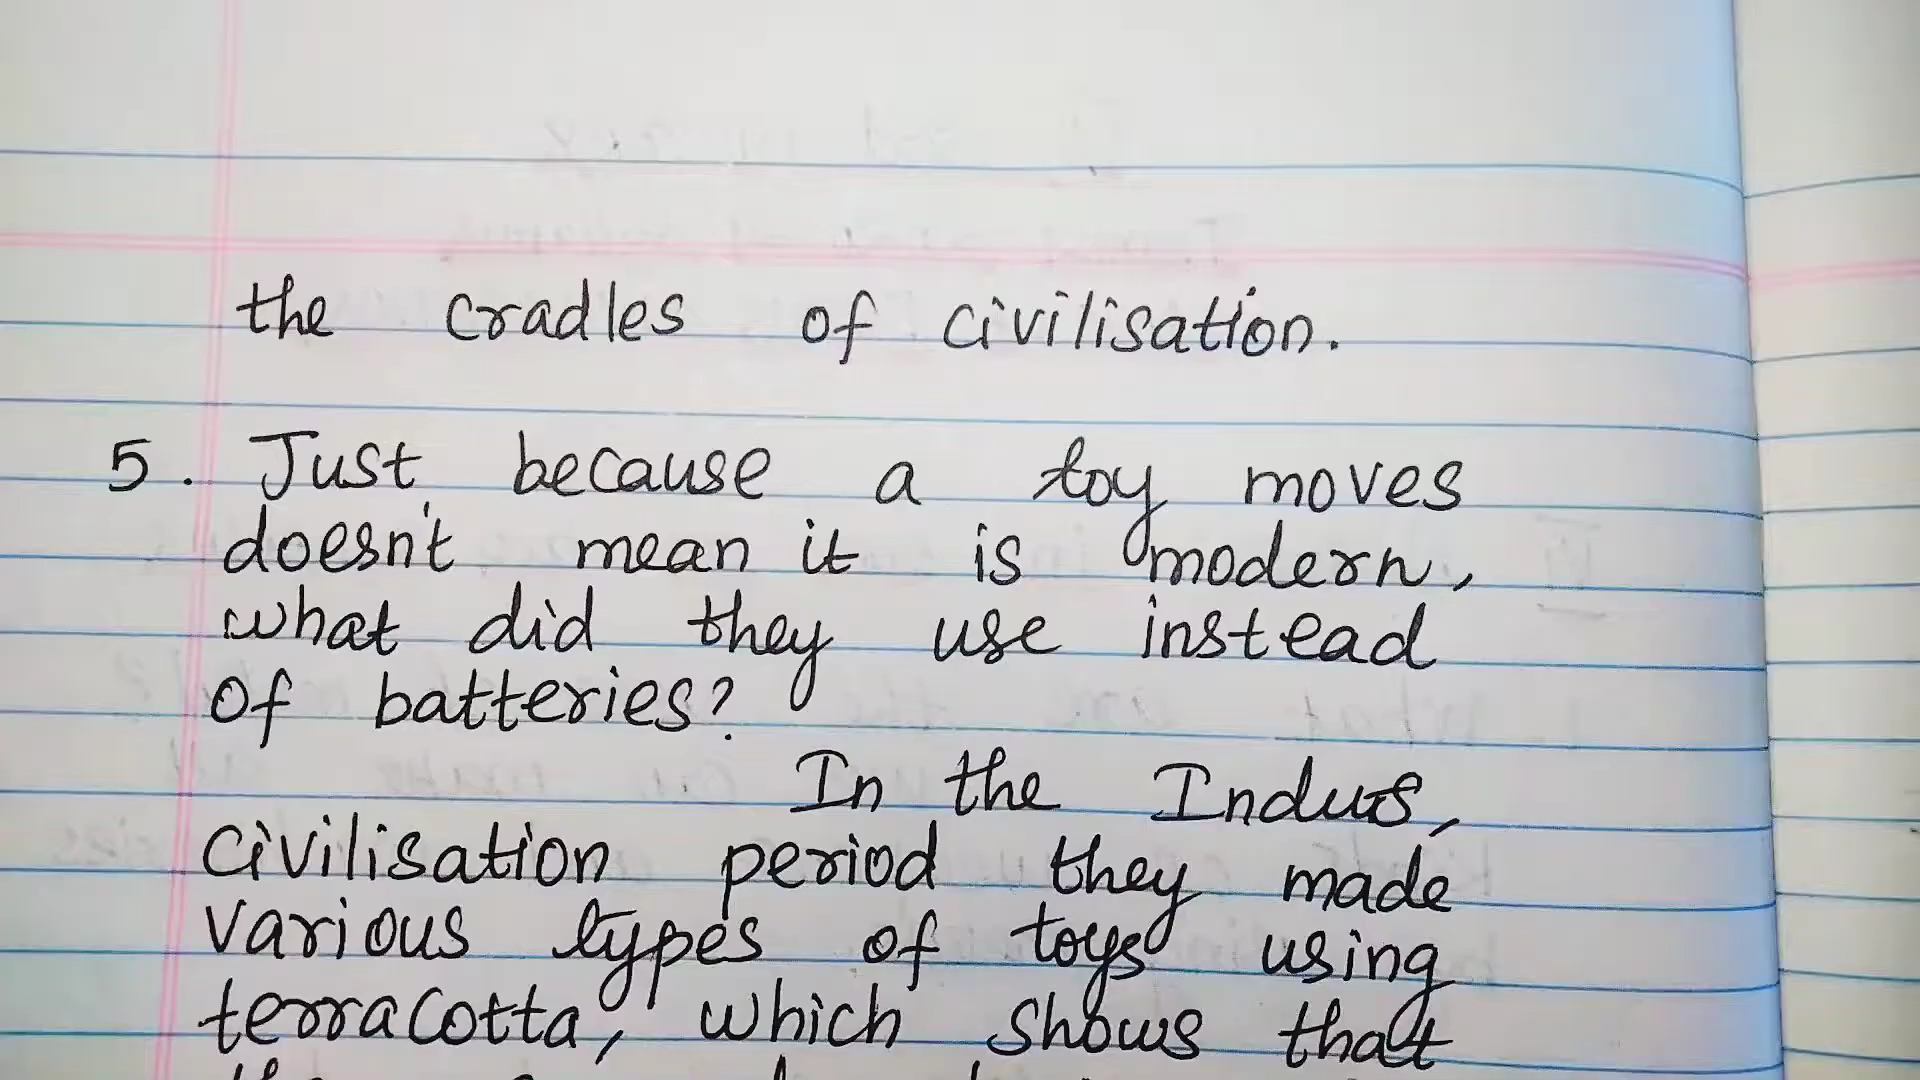 the cradles of civilisation.
5. Just because a toy moves
doesn't mean it is modern,
what did they use instead
of batteries?
In the Indus,
civilisation period they made
various types of toys using
terracotta, which shows that